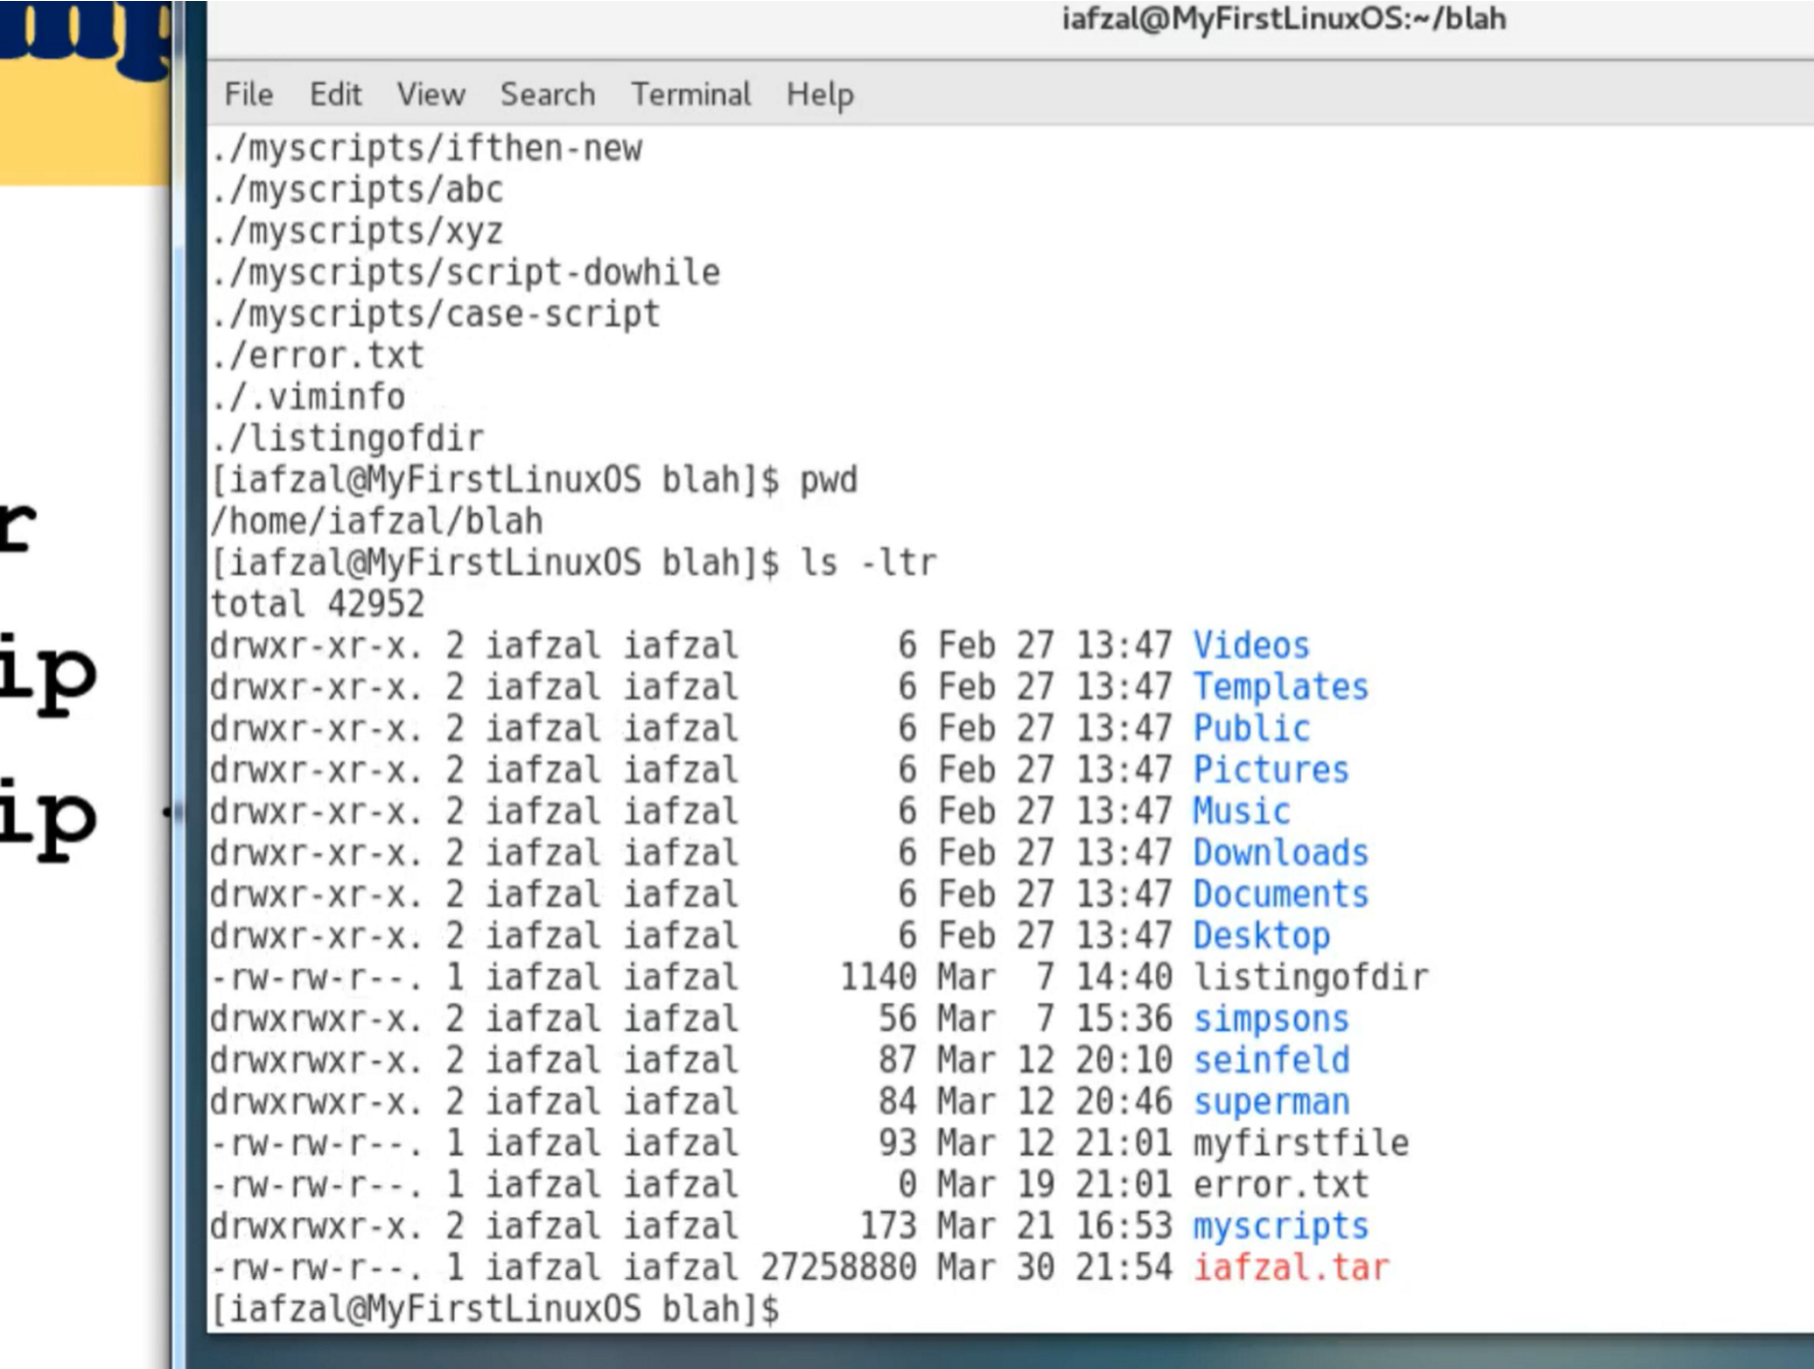 iafzal@MyFirstLinuxOS:~/blah
File Edit View Search Terminal Help
./myscripts/ifthen-new
./myscripts/abc
./myscripts/xyz
./myscripts/script-dowhile
./myscripts/case-script
./error.txt
./.viminfo
./listingofdir
[iafzal@MyFirstLinuxOS blah]$ pwd
/home/iafzal/blah
[iafzal@MyFirstLinuxOS blah]$ ls -ltr
total 42952
drwxr-xr-x. 2 iafzal iafzal 6 Feb 27 13:47 Videos
drwxr-xr-x. 2 iafzal iafzal 6 Feb 27 13:47 Templates
drwxr-xr-x. 2 iafzal iafzal 6 Feb 27 13:47 Public
drwxr-xr-x. 2 iafzal iafzal 6 Feb 27 13:47 Pictures
drwxr-xr-x. 2 iafzal iafzal 6 Feb 27 13:47 Music
drwxr-xr-x. 2 iafzal iafzal 6 Feb 27 13:47 Downloads
drwxr-xr-x. 2 iafzal iafzal 6 Feb 27 13:47 Documents
drwxr-xr-x. 2 iafzal iafzal 6 Feb 27 13:47 Desktop
-rw-rw-r--. 1 iafzal iafzal 1140 Mar 7 14:40 listingofdir
drwxrwxr-x. 2 iafzal iafzal 56 Mar 7 15:36 simpsons
drwxrwxr-x. 2 iafzal iafzal 87 Mar 12 20:10 seinfeld
drwxrwxr-x. 2 iafzal iafzal 84 Mar 12 20:46 superman
-rw-rw-r--. 1 iafzal iafzal 93 Mar 12 21:01 myfirstfile
-rw-rw-r--. 1 iafzal iafzal 0 Mar 19 21:01 error.txt
drwxrwxr-x. 2 iafzal iafzal 173 Mar 21 16:53 myscripts
-rw-rw-r--. 1 iafzal iafzal 27258880 Mar 30 21:54 iafzal.tar
[iafzal@MyFirstLinuxOS blah]$
r
ip
ip